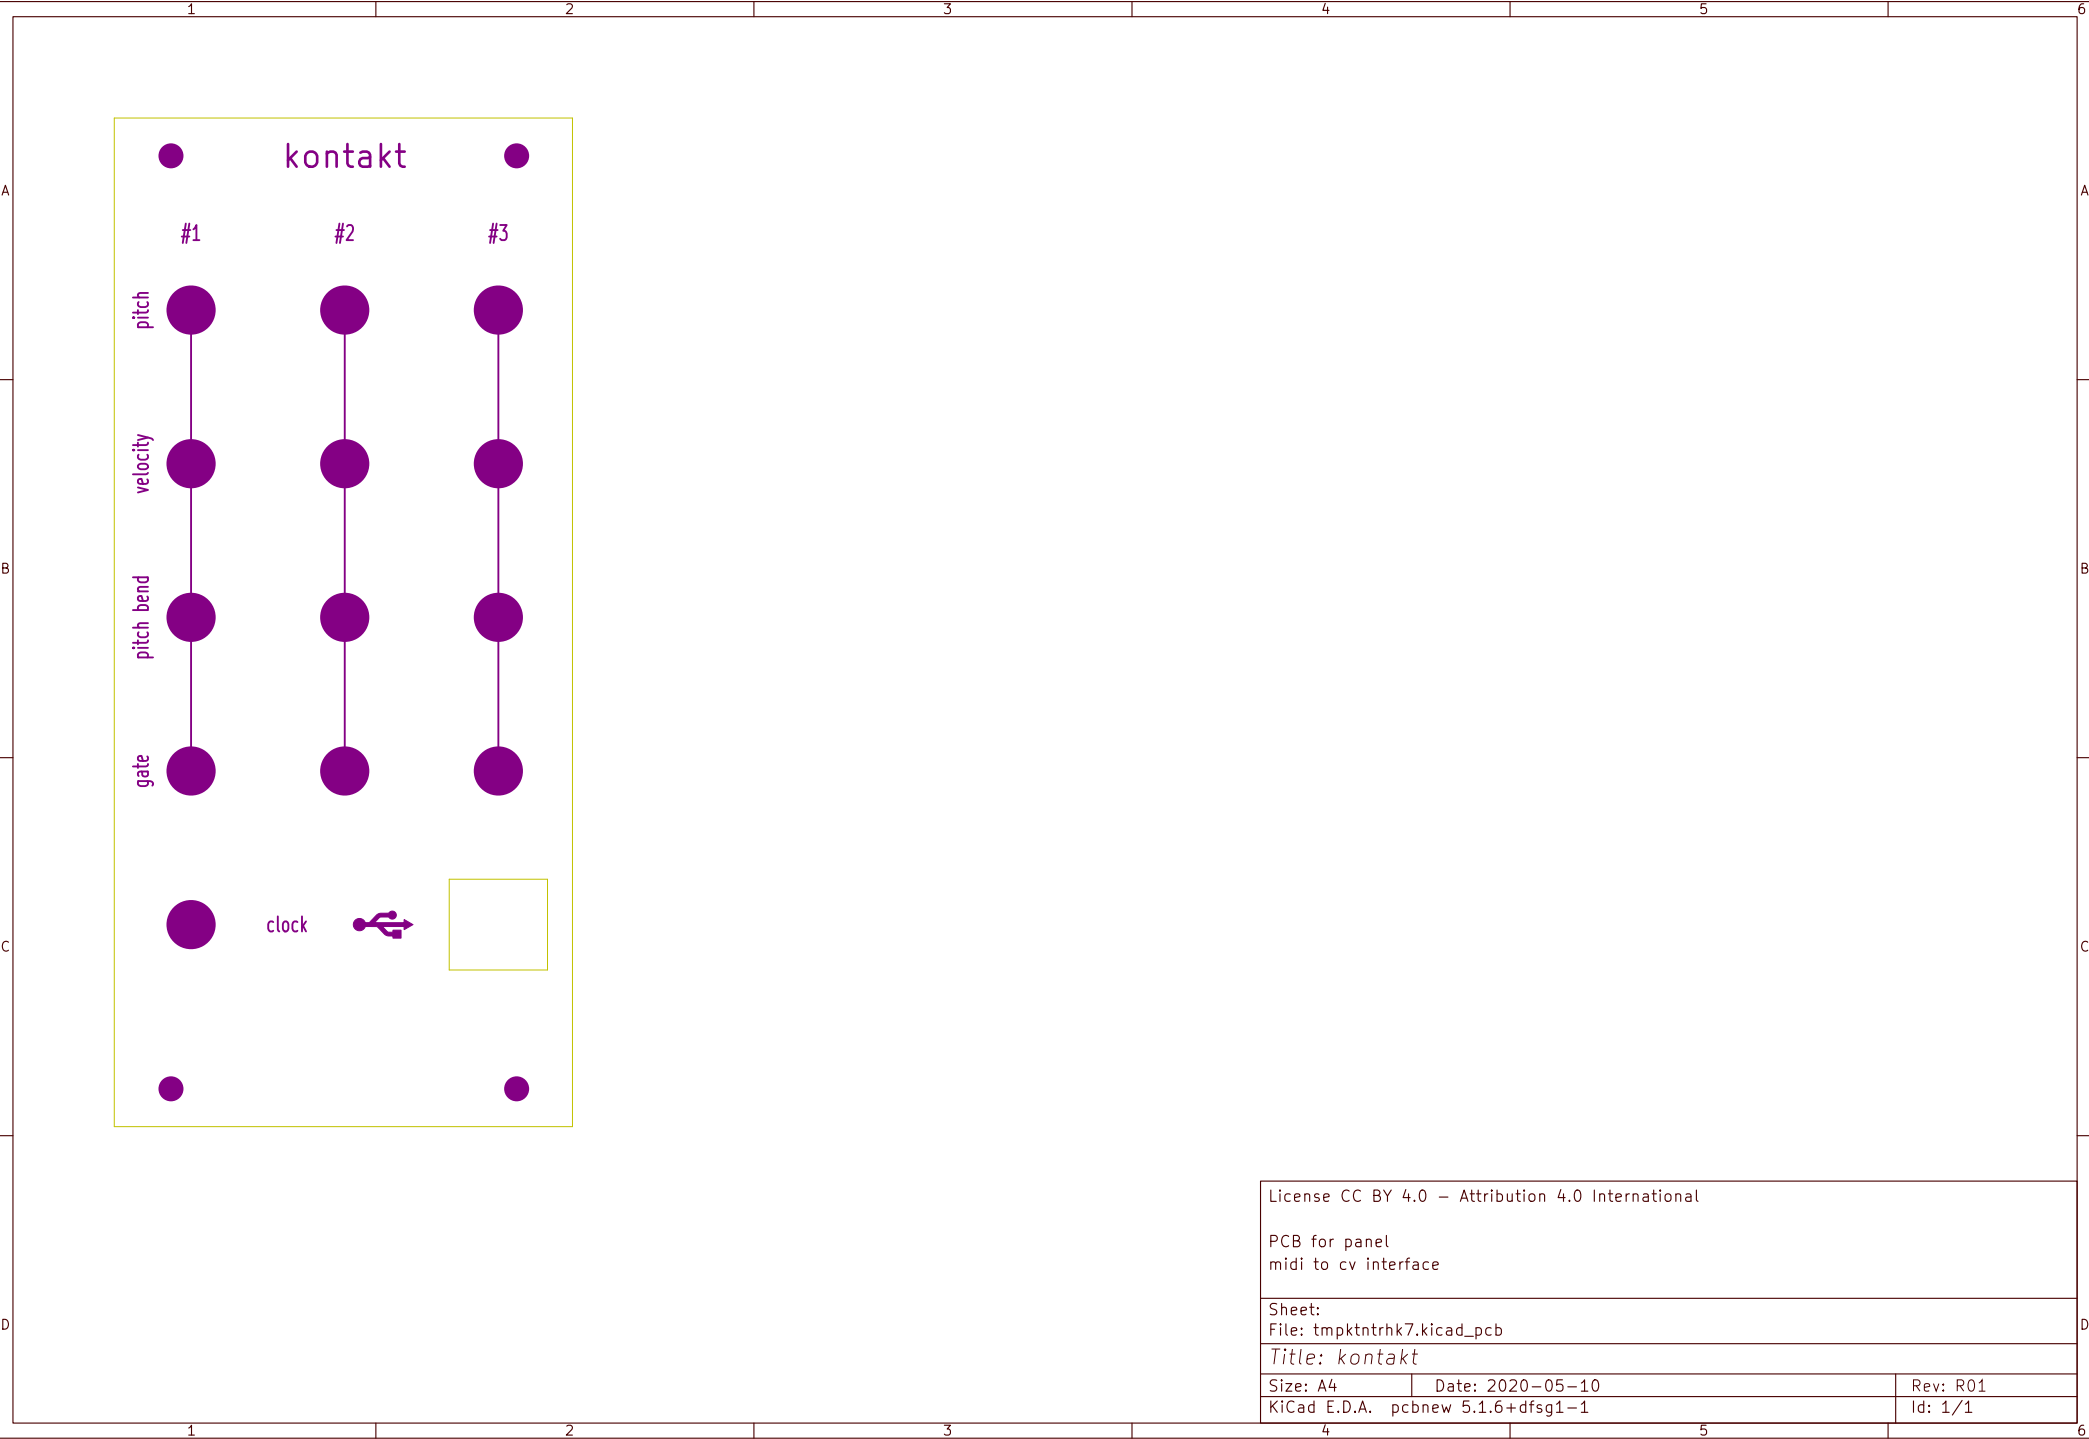 1 2 3 4 5 6
A A
kontakt
#1 #2 #3
pitch
velocity
B B
pitch bend
gate
clock
C C
License CC BY 4.0 – Attribution 4.0 International
PCB for panel
midi to cv interface
Sheet:
File: tmpktntrhk7.kicad_pcb
D D
Title: kontakt
Size: A4 Date: 2020-05-10 Rev: R01
KiCad E.D.A. pcbnew 5.1.6+dfsg1-1 Id: 1/1
1 2 3 4 5 6